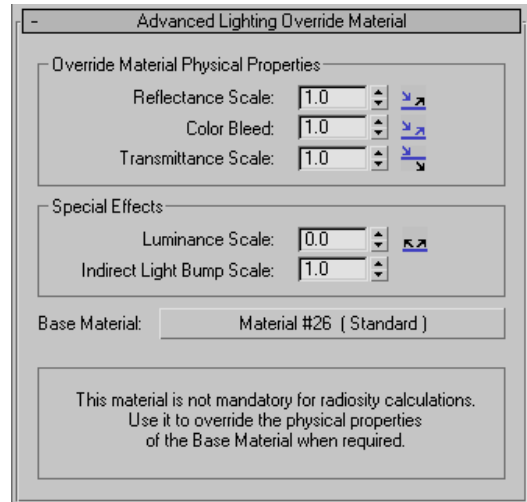 - Advanced Lighting Override Material
Override Material Physical Properties
Reflectance Scale: 1.0
Color Bleed: 1.0
Transmittance Scale: 1.0
Special Effects
Luminance Scale: 0.0
Indirect Light Bump Scale: 1.0
Base Material: Material #26 ( Standard )
This material is not mandatory for radiosity calculations.
Use it to override the physical properties
of the Base Material when required.